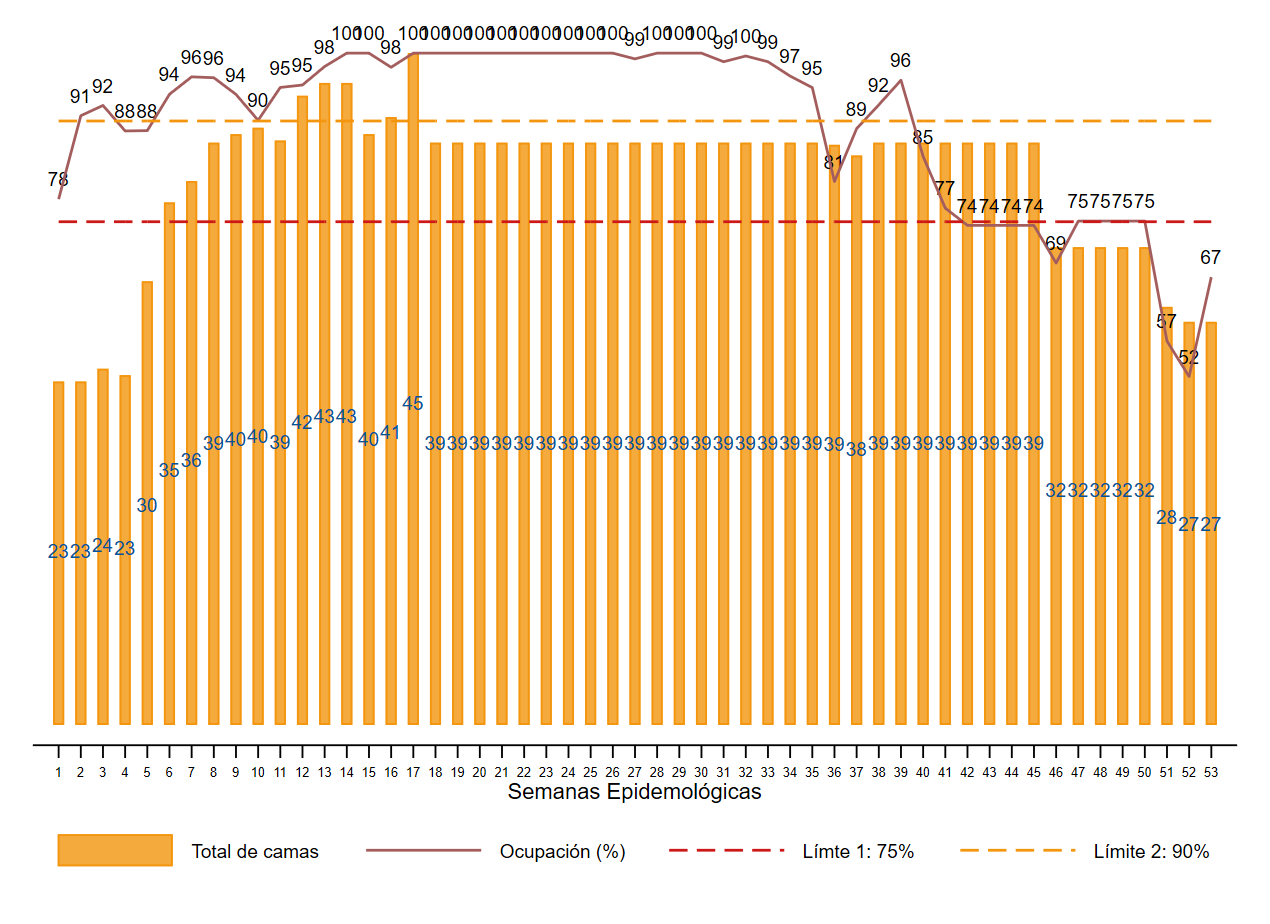 78 91 92 88 88 94 96 96 94 90 95 95 98 100 100 98 100 100 100 100 100 100 100 100 100 100 99 100 100 100 99 100 99 97 95 81 89 92 96 85 77 74 74 74 74 69 75 75 75 75 57 52 67
23 23 24 23 30 35 36 39 40 40 39 42 43 43 40 41 45 39 39 39 39 39 39 39 39 39 39 39 39 39 39 39 39 39 39 39 38 39 39 39 39 39 39 39 39 32 32 32 32 32 28 27 27
1 2 3 4 5 6 7 8 9 10 11 12 13 14 15 16 17 18 19 20 21 22 23 24 25 26 27 28 29 30 31 32 33 34 35 36 37 38 39 40 41 42 43 44 45 46 47 48 49 50 51 52 53
Semanas Epidemológicas
Total de camas Ocupación (%) Límte 1: 75% Límite 2: 90%